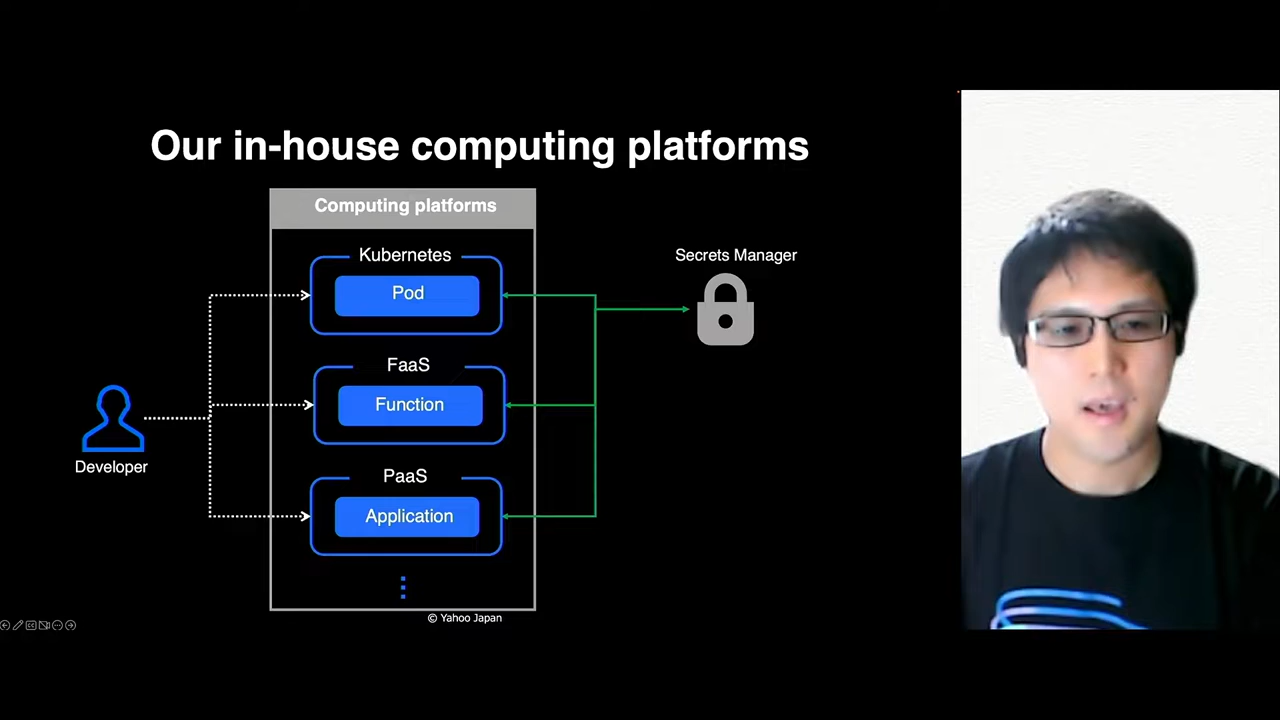 Our in-house computing platforms
Computing platforms
Kubernetes
Pod
Secrets Manager
FaaS
Function
Developer
PaaS
Application
© Yahoo Japan